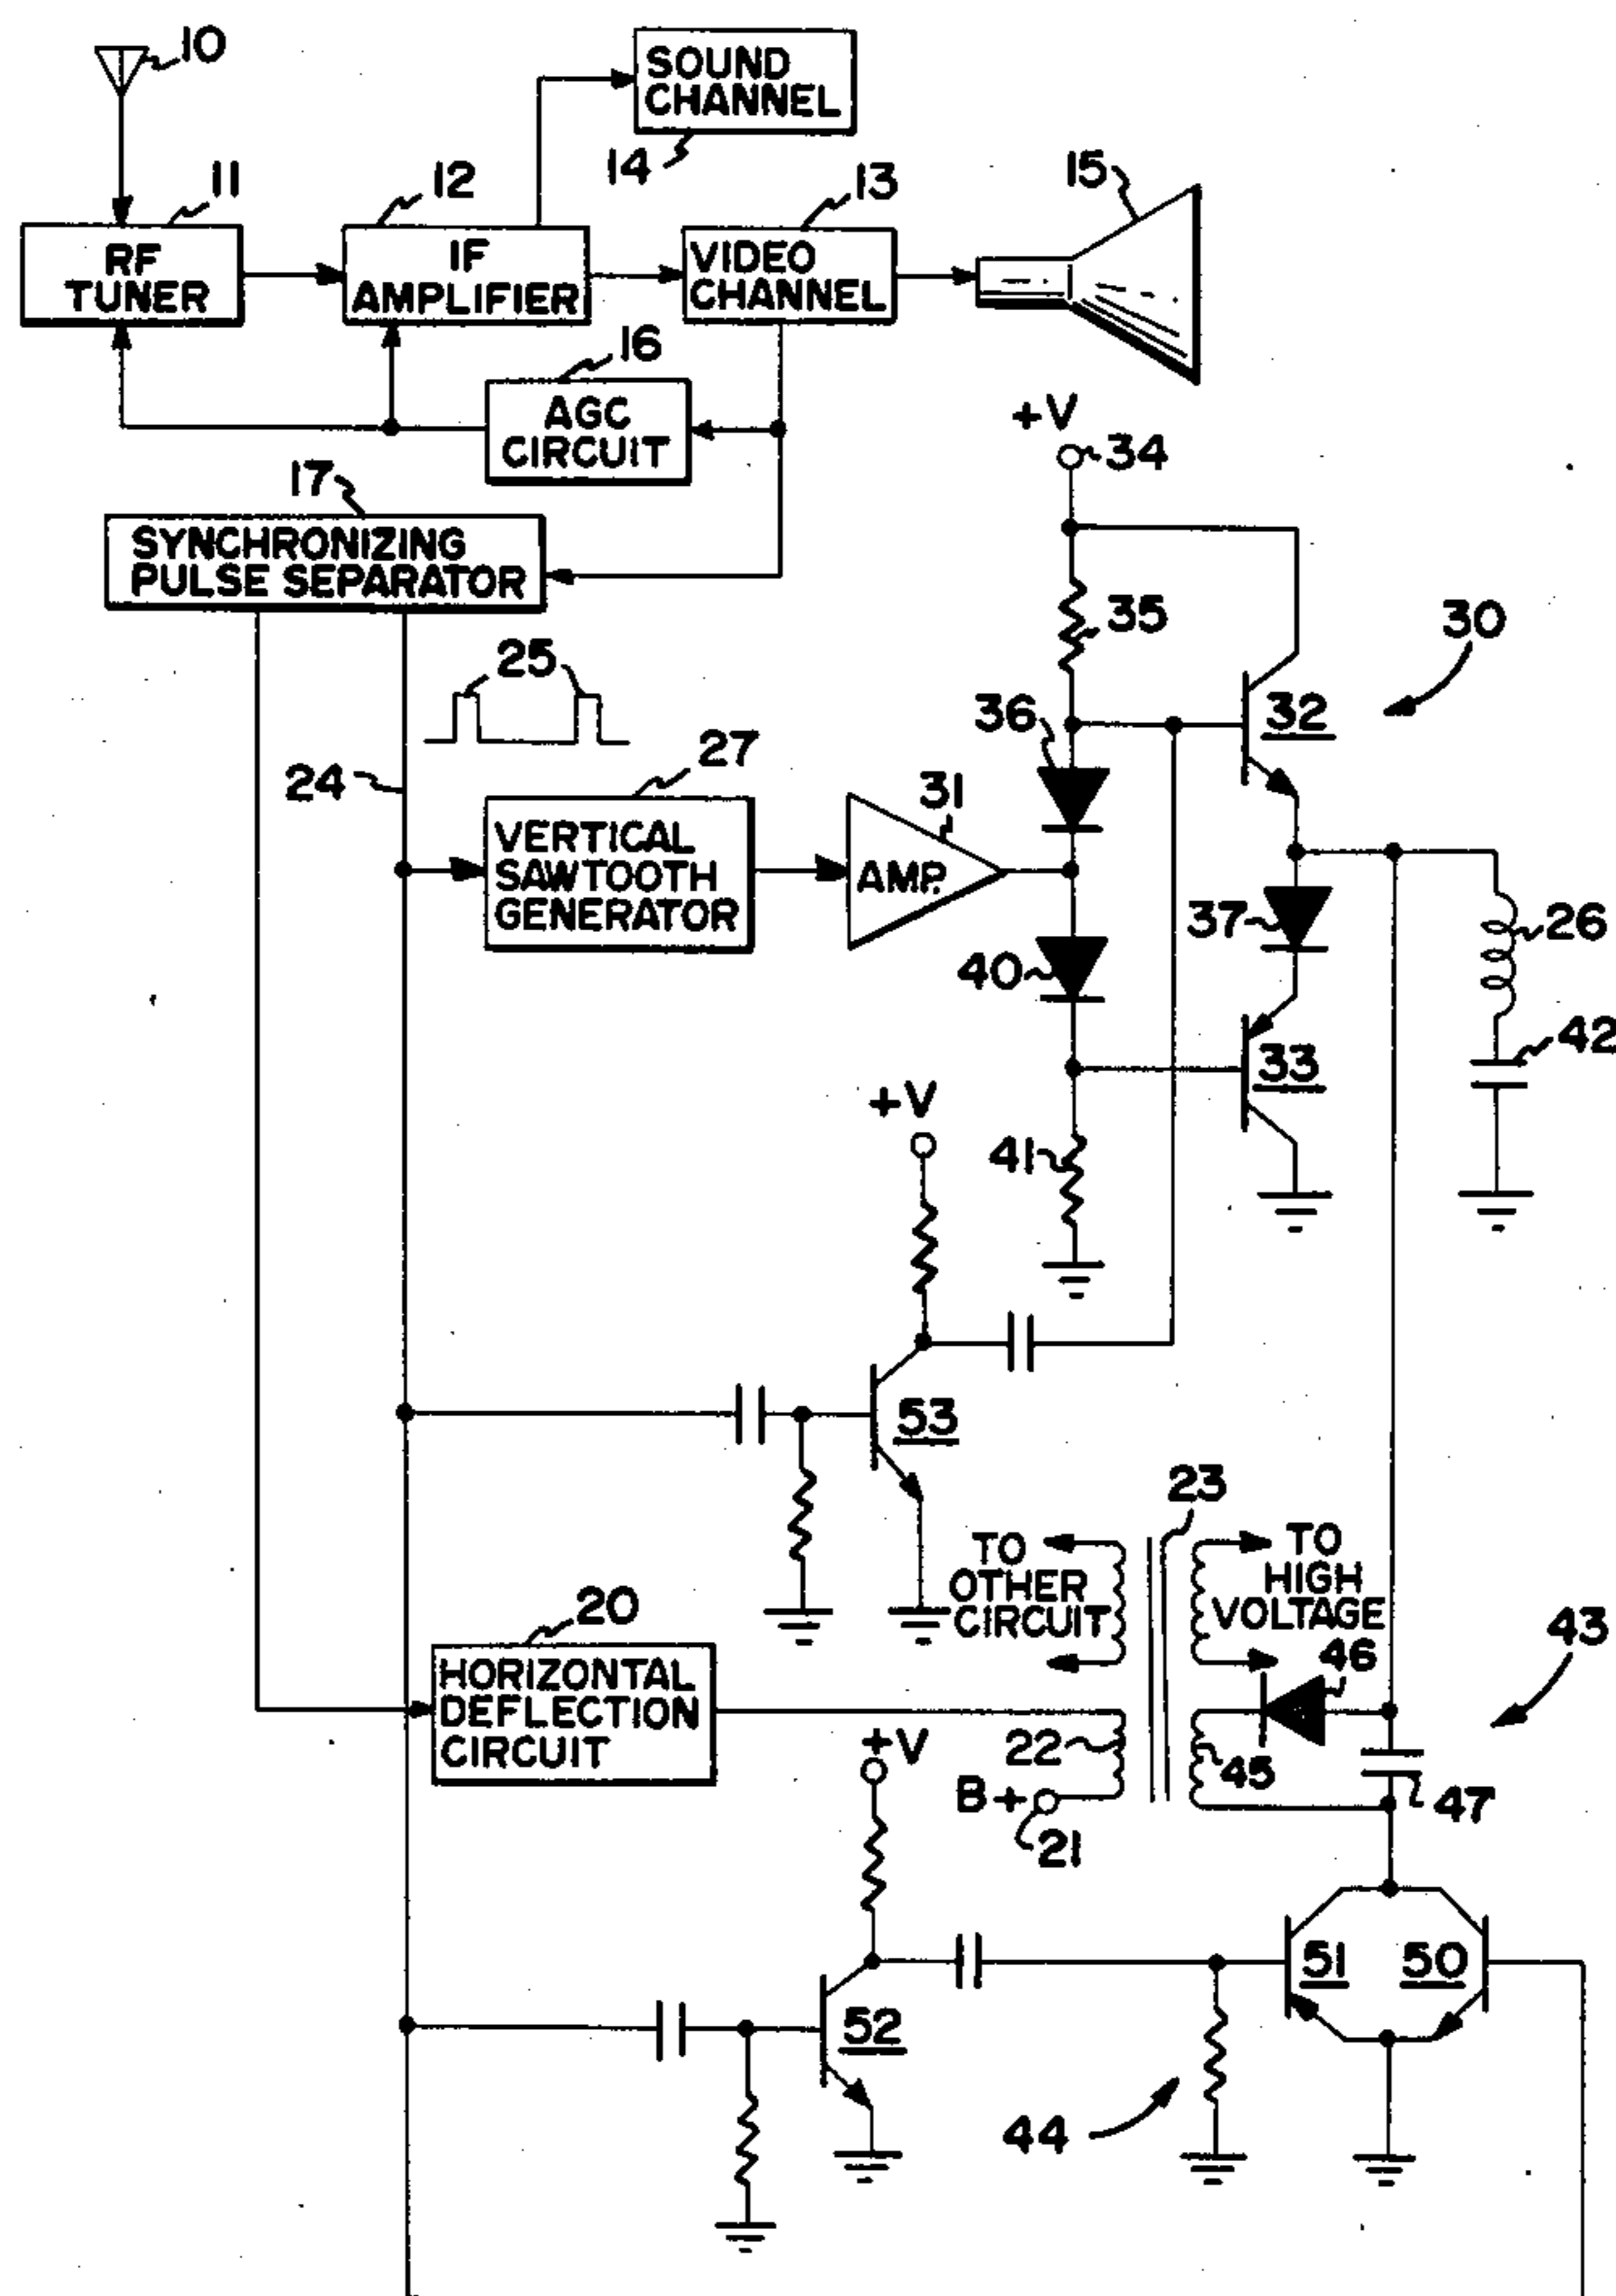 10
SOUND
CHANNEL
14
11
12
13
15
RF
TUNER
IF
AMPLIFIER
VIDEO
CHANNEL
16
AGC
CIRCUIT
+V
34
17
SYNCHRONIZING
PULSE SEPARATOR
35
30
25
36
32
24
27
31
VERTICAL
SAWTOOTH
GENERATOR
AMP.
37
26
40
42
33
+V
41
53
23
TO
OTHER
CIRCUIT
TO
HIGH
VOLTAGE
20
43
46
HORIZONTAL
DEFLECTION
CIRCUIT
+V
22
45
B+
47
21
51
50
52
44